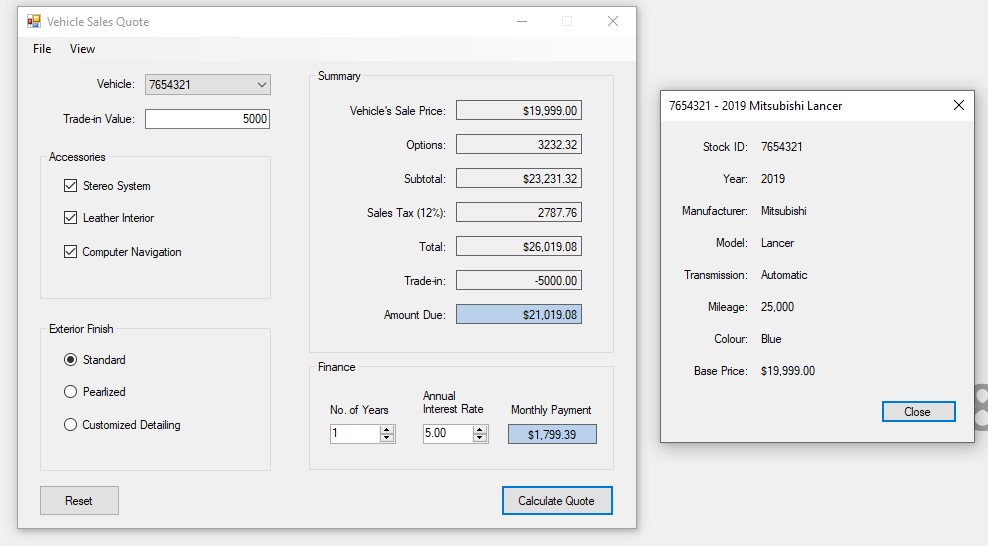 Vehicle Sales Quote
File View
Vehicle: 7654321
Trade-in Value: 5000
Accessories
Stereo System
Leather Interior
Computer Navigation
Exterior Finish
Standard
Pearlized
Customized Detailing
Reset
Summary
Vehicle's Sale Price: $19,999.00
Options: 3232.32
Subtotal: $23,231.32
Sales Tax (12%): 2787.76
Total: $26,019.08
Trade-in: -5000.00
Amount Due: $21,019.08
Finance
No. of Years
1
Annual
Interest Rate
5.00
Monthly Payment
$1,799.39
Calculate Quote
7654321 - 2019 Mitsubishi Lancer
Stock ID: 7654321
Year: 2019
Manufacturer: Mitsubishi
Model: Lancer
Transmission: Automatic
Mileage: 25,000
Colour: Blue
Base Price: $19,999.00
Close